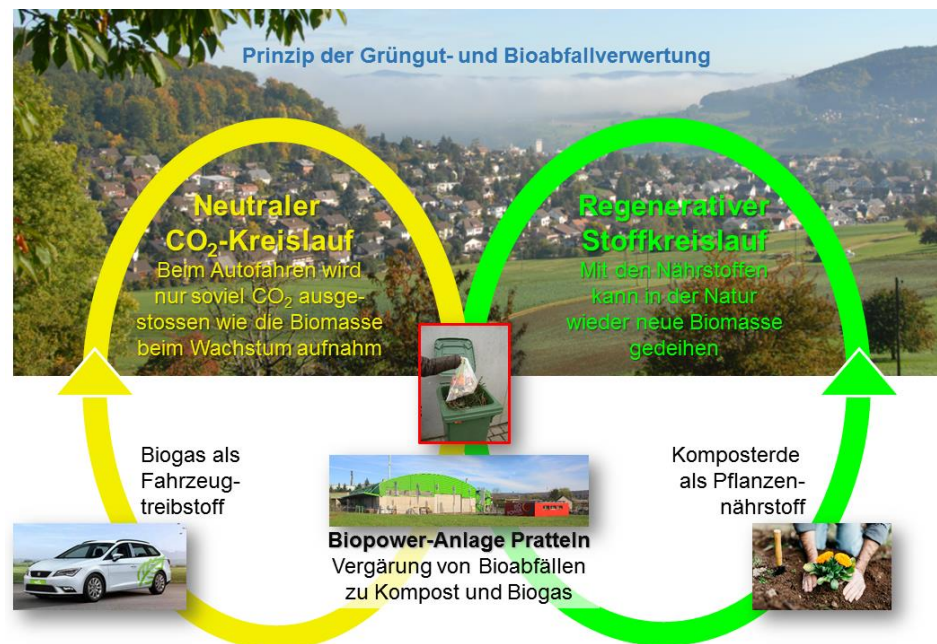 Prinzip der Grüngut- und Bioabfallverwertung
Neutraler
CO₂-Kreislauf
Beim Autofahren wird
nur soviel CO₂ ausge-
stossen wie die Biomasse
beim Wachstum aufnahm
Regenerativer
Stoffkreislauf
Mit den Nährstoffen
kann in der Natur
wieder neue Biomasse
gedeihen
Biogas als
Fahrzeug-
treibstoff
Komposterde
als Pflanzen-
nährstoff
Biopower-Anlage Pratteln
Vergärung von Bioabfällen
zu Kompost und Biogas